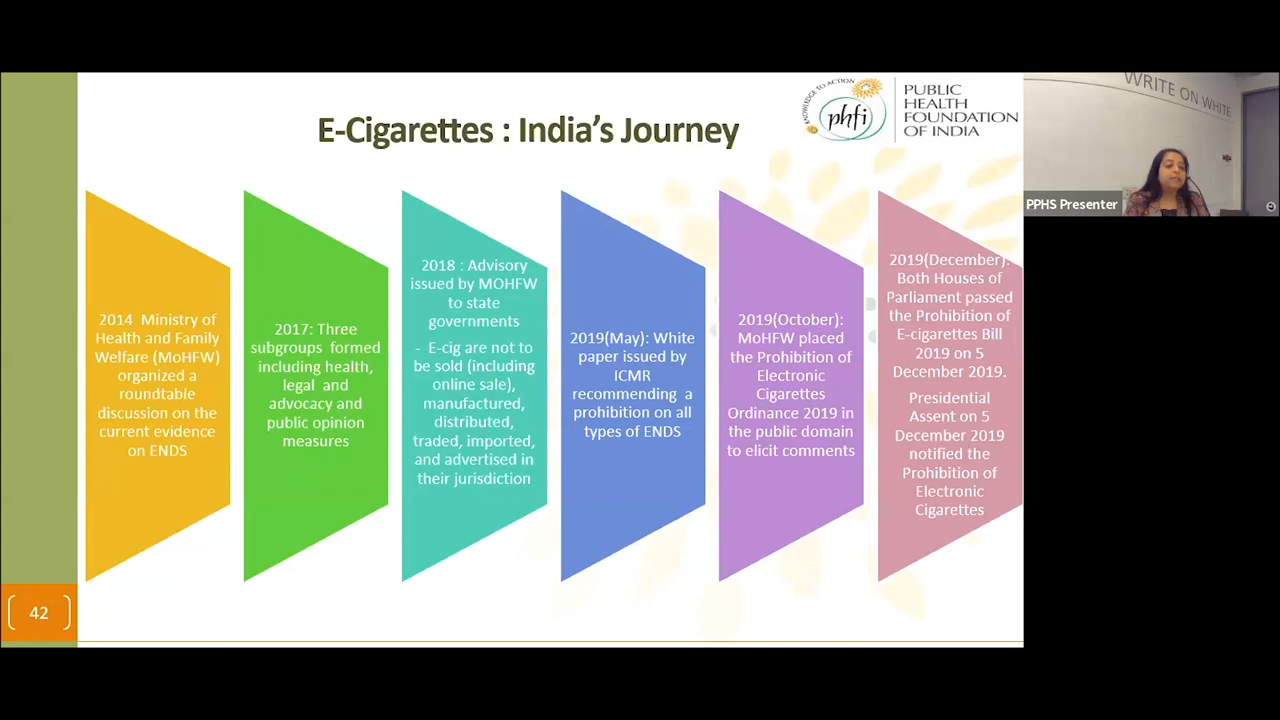 E-Cigarettes : India's Journey
KNOWLEDGE TO ACTION
phfi
PUBLIC
HEALTH
FOUNDATION
OF INDIA
WRITE ON WHITE
PPHS Presenter
2014 Ministry of
Health and Family
Welfare (MoHFW)
organized a
roundtable
discussion on the
current evidence
on ENDS
2017: Three
subgroups formed
including health,
legal and
advocacy and
public opinion
measures
2018 : Advisory
issued by MOHFW
to state
governments
- E-cig are not to
be sold (including
online sale),
manufactured,
distributed,
traded, imported,
and advertised in
their jurisdiction
2019(May): White
paper issued by
ICMR
recommending a
prohibition on all
types of ENDS
2019(October):
MoHFW placed
the Prohibition of
Electronic
Cigarettes
Ordinance 2019 in
the public domain
to elicit comments
2019(December):
Both Houses of
Parliament passed
the Prohibition of
E-cigarettes Bill
2019 on 5
December 2019.
Presidential
Assent on 5
December 2019
notified the
Prohibition of
Electronic
Cigarettes
42